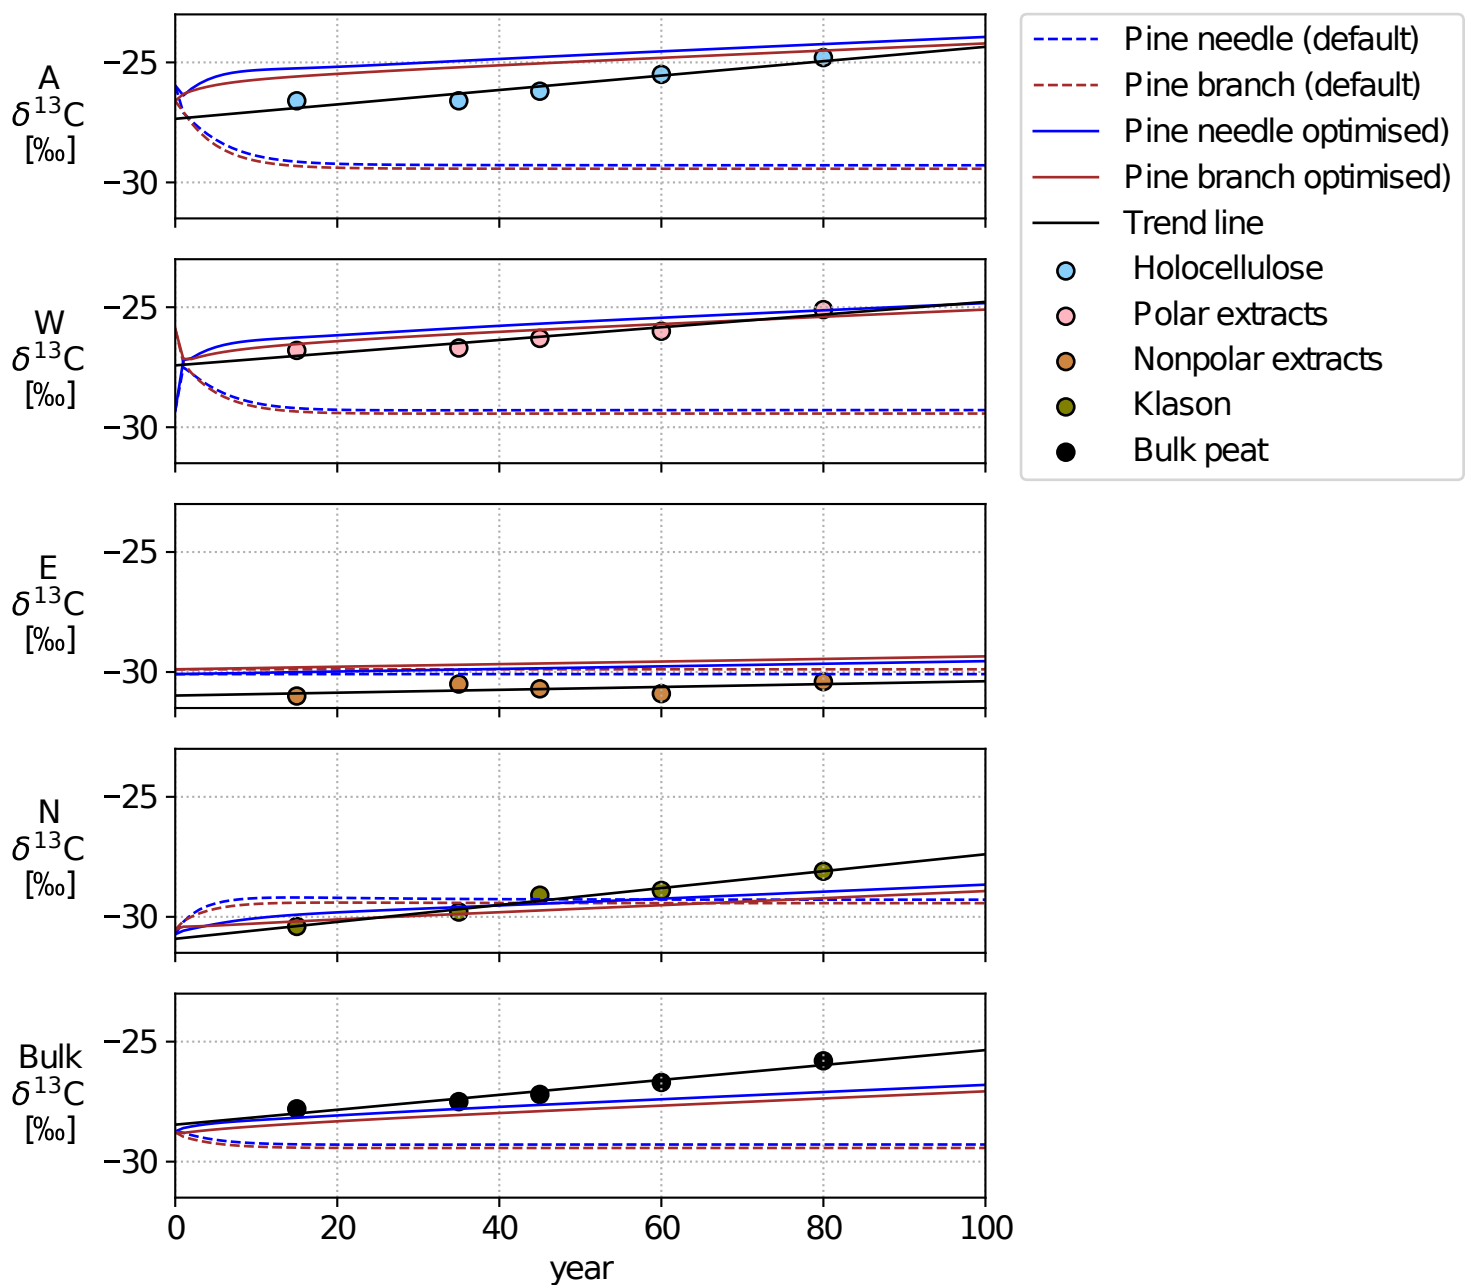 A
δ¹³C
[‰]
−25
−30
W
δ¹³C
[‰]
−25
−30
E
δ¹³C
[‰]
−25
−30
N
δ¹³C
[‰]
−25
−30
Bulk
δ¹³C
[‰]
−25
−30
0 20 40 60 80 100
year
Pine needle (default)
Pine branch (default)
Pine needle optimised)
Pine branch optimised)
Trend line
Holocellulose
Polar extracts
Nonpolar extracts
Klason
Bulk peat